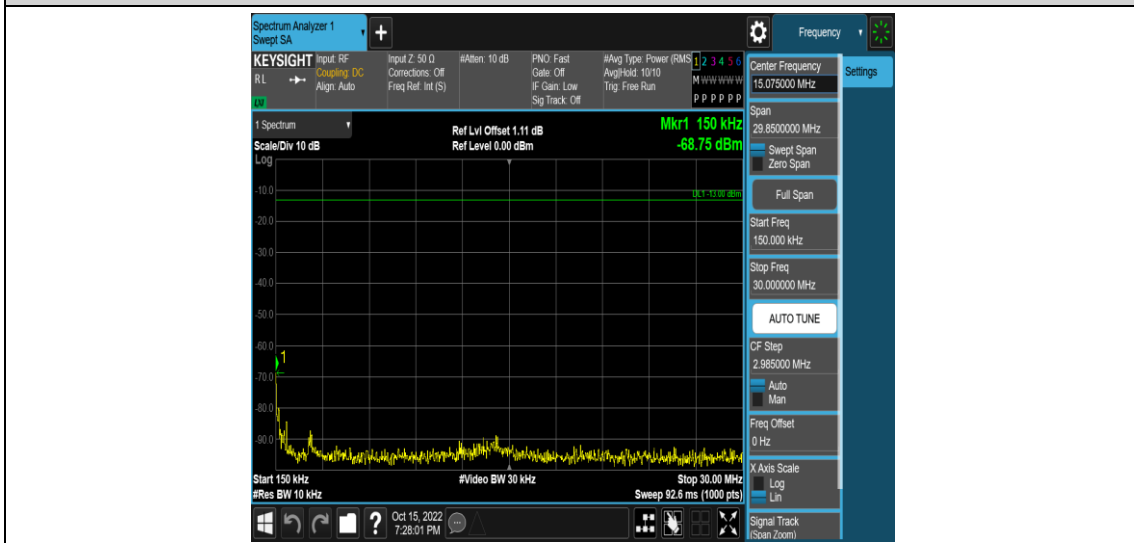 Spectrum Analyzer 1
Swept SA
+
Frequency
KEYSIGHT
RL
Input: RF
Coupling: DC
Align: Auto
Input Z: 50 Ω
Corrections: Off
Freq Ref: Int (S)
#Atten: 10 dB
PNO: Fast
Gate: Off
IF Gain: Low
Sig Track: Off
#Avg Type: Power (RMS
Avg|Hold: 10/10
Trig: Free Run
1 2 3 4 5 6
M W W W W W
P P P P P P
1 Spectrum
Scale/Div 10 dB
Log
Ref Lvl Offset 1.11 dB
Ref Level 0.00 dBm
Mkr1 150 kHz
-68.75 dBm
DL1 -13.00 dBm
-10.0
-20.0
-30.0
-40.0
-50.0
-60.0
1
-70.0
-80.0
-90.0
Start 150 kHz
#Res BW 10 kHz
#Video BW 30 kHz
Stop 30.00 MHz
Sweep 92.6 ms (1000 pts)
Center Frequency
15.075000 MHz
Settings
Span
29.8500000 MHz
Swept Span
Zero Span
Full Span
Start Freq
150.000 kHz
Stop Freq
30.000000 MHz
AUTO TUNE
CF Step
2.985000 MHz
Auto
Man
Freq Offset
0 Hz
X Axis Scale
Log
Lin
Signal Track
(Span Zoom)
?
Oct 15, 2022
7:28:01 PM